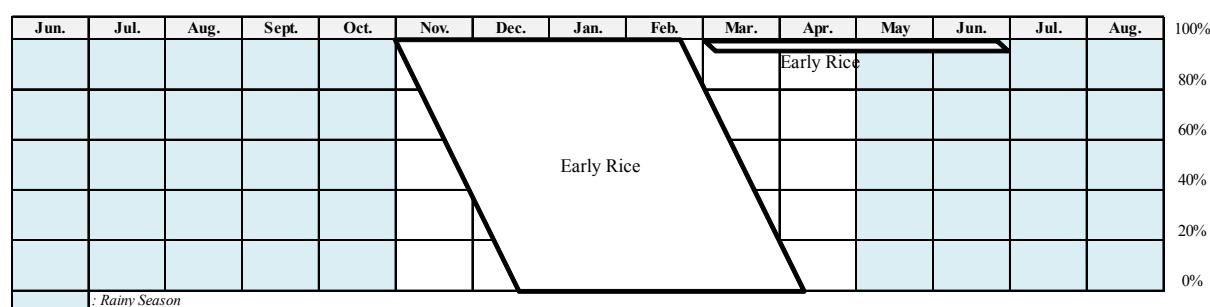 Jun. Jul. Aug. Sept. Oct. Nov. Dec. Jan. Feb. Mar. Apr. May Jun. Jul. Aug. 100%
Early Rice
80%
60%
Early Rice
40%
20%
0%
: Rainy Season